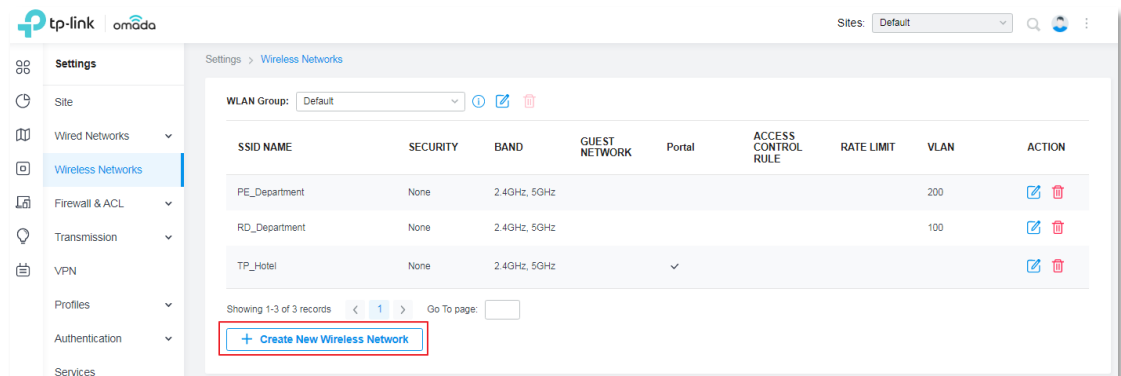 tp-link omada
Sites: Default
Settings
Settings > Wireless Networks
Site
WLAN Group: Default
Wired Networks
SSID NAME SECURITY BAND GUEST NETWORK Portal ACCESS CONTROL RULE RATE LIMIT VLAN ACTION
Wireless Networks
PE_Department None 2.4GHz, 5GHz 200
Firewall & ACL
RD_Department None 2.4GHz, 5GHz 100
Transmission
TP_Hotel None 2.4GHz, 5GHz
VPN
Profiles
Showing 1-3 of 3 records < 1 > Go To page:
Authentication
+ Create New Wireless Network
Services